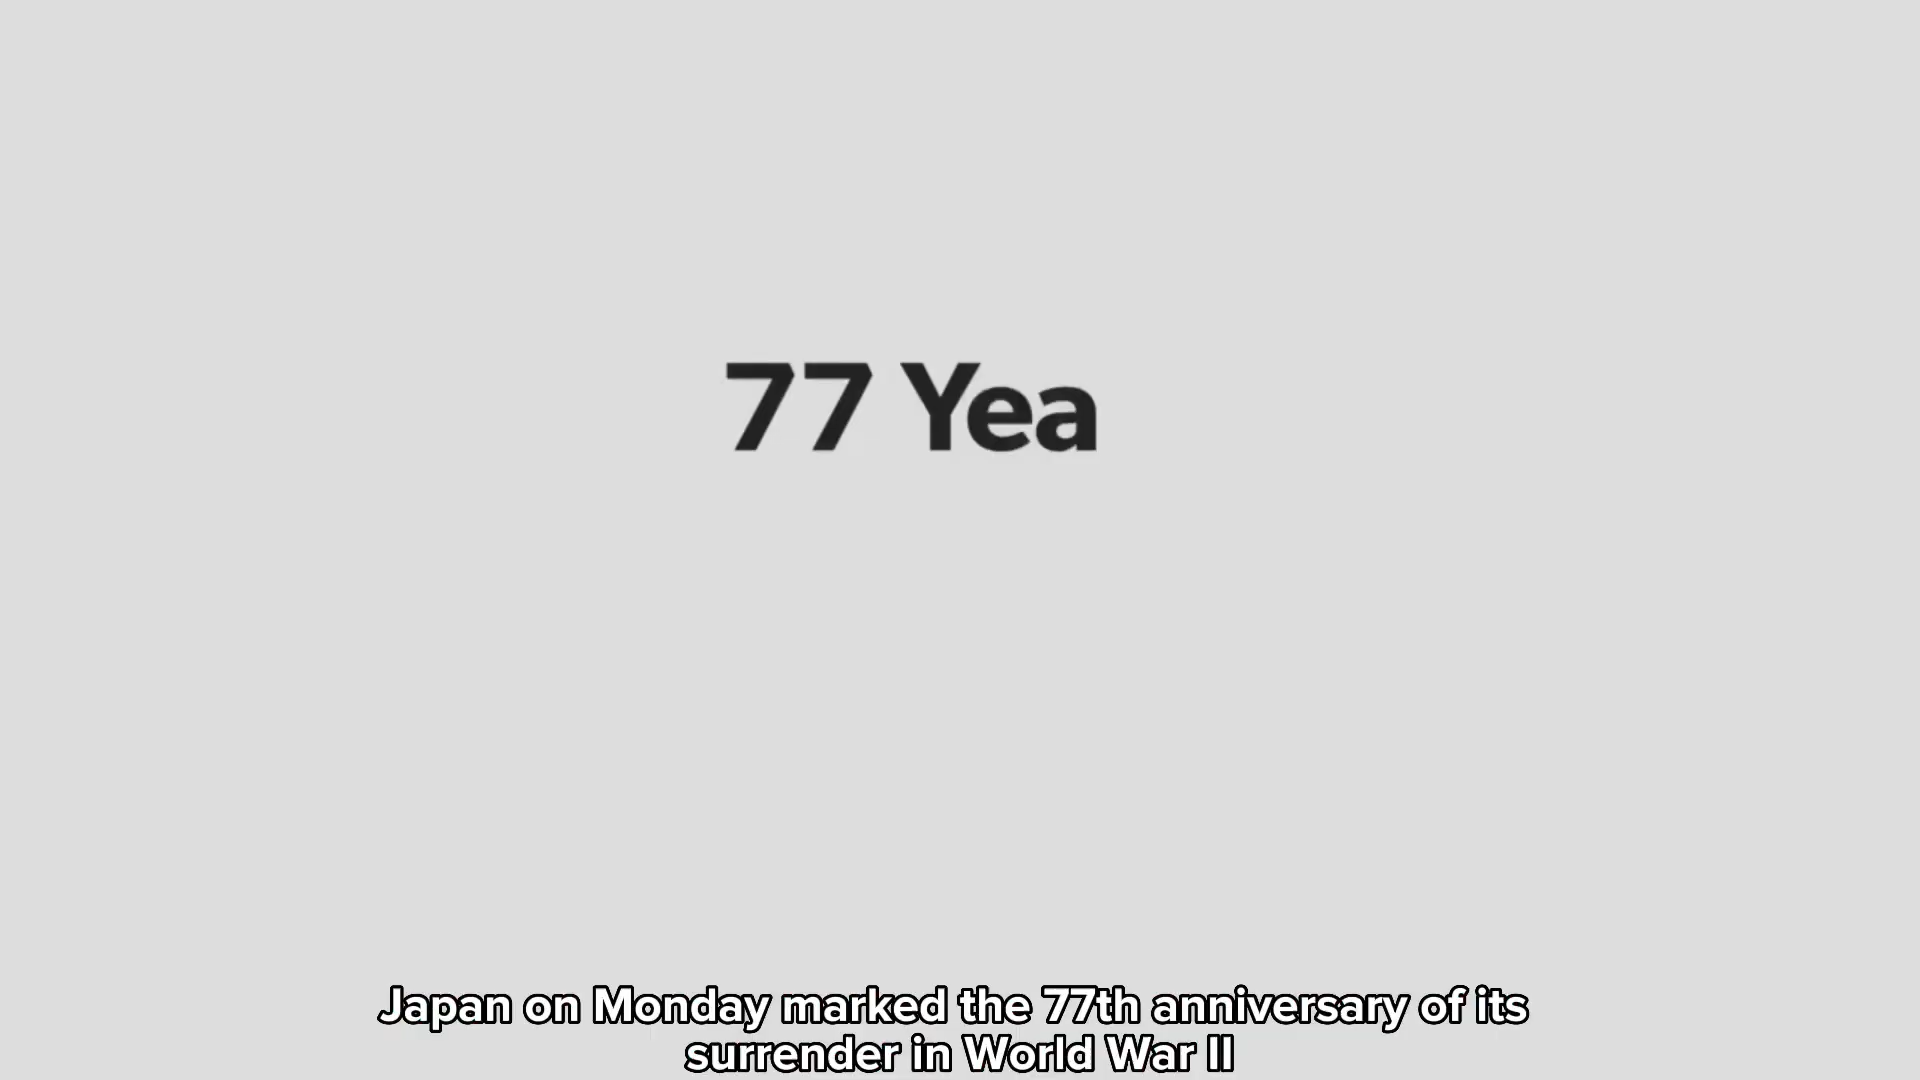 77 Yea
Japan on Monday marked the 77th anniversary of its
surrender in World War II